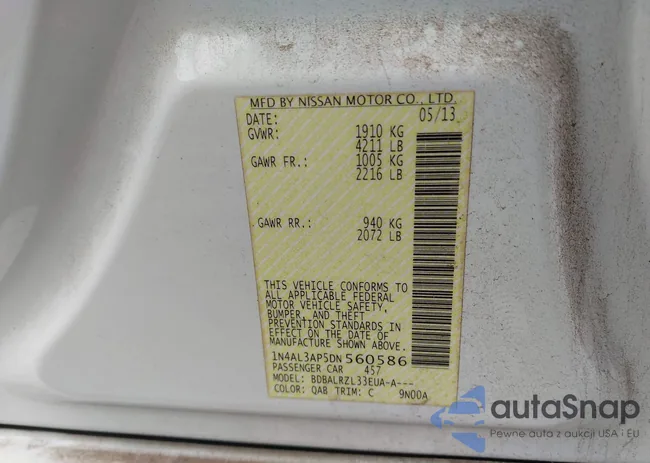 MFD BY NISSAN MOTOR CO., LTD.
DATE: 05/13
GVWR: 1910 KG
4211 LB
GAWR FR.: 1005 KG
2216 LB
GAWR RR.: 940 KG
2072 LB
THIS VEHICLE CONFORMS TO
ALL APPLICABLE FEDERAL
MOTOR VEHICLE SAFETY,
BUMPER, AND THEFT
PREVENTION STANDARDS IN
EFFECT ON THE DATE OF
MANUFACTURE SHOWN ABOVE.
1N4AL3AP5DN560586
PASSENGER CAR 457
MODEL: BDBALRZL33EUA-A---
COLOR: QAB TRIM: C 9N00A
autoSnap
Pewne auta z aukcji USA i EU